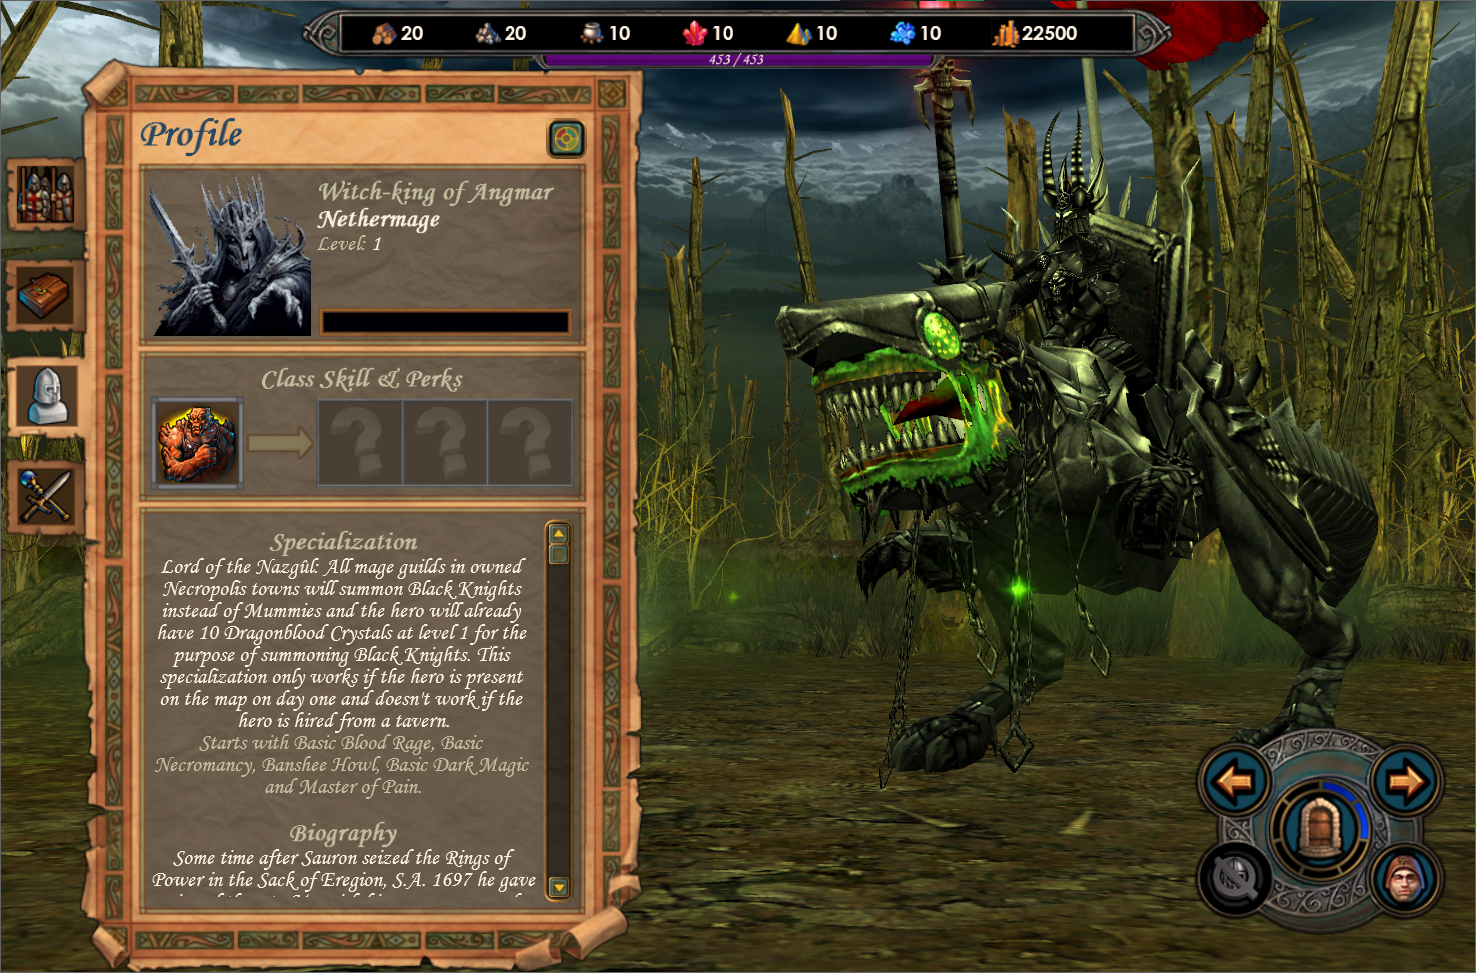 20 20 10 10 10 10 22500
453 / 453
Profile
Witch-king of Angmar
Nethermage
Level: 1
Class Skill & Perks
? ? ?
Specialization
Lord of the Nazgûl: All mage guilds in owned
Necropolis towns will summon Black Knights
instead of Mummies and the hero will already
have 10 Dragonblood Crystals at level 1 for the
purpose of summoning Black Knights. This
specialization only works if the hero is present
on the map on day one and doesn't work if the
hero is hired from a tavern.
Starts with Basic Blood Rage, Basic
Necromancy, Banshee Howl, Basic Dark Magic
and Master of Pain.
Biography
Some time after Sauron seized the Rings of
Power in the Sack of Eregion, S.A. 1697 he gave